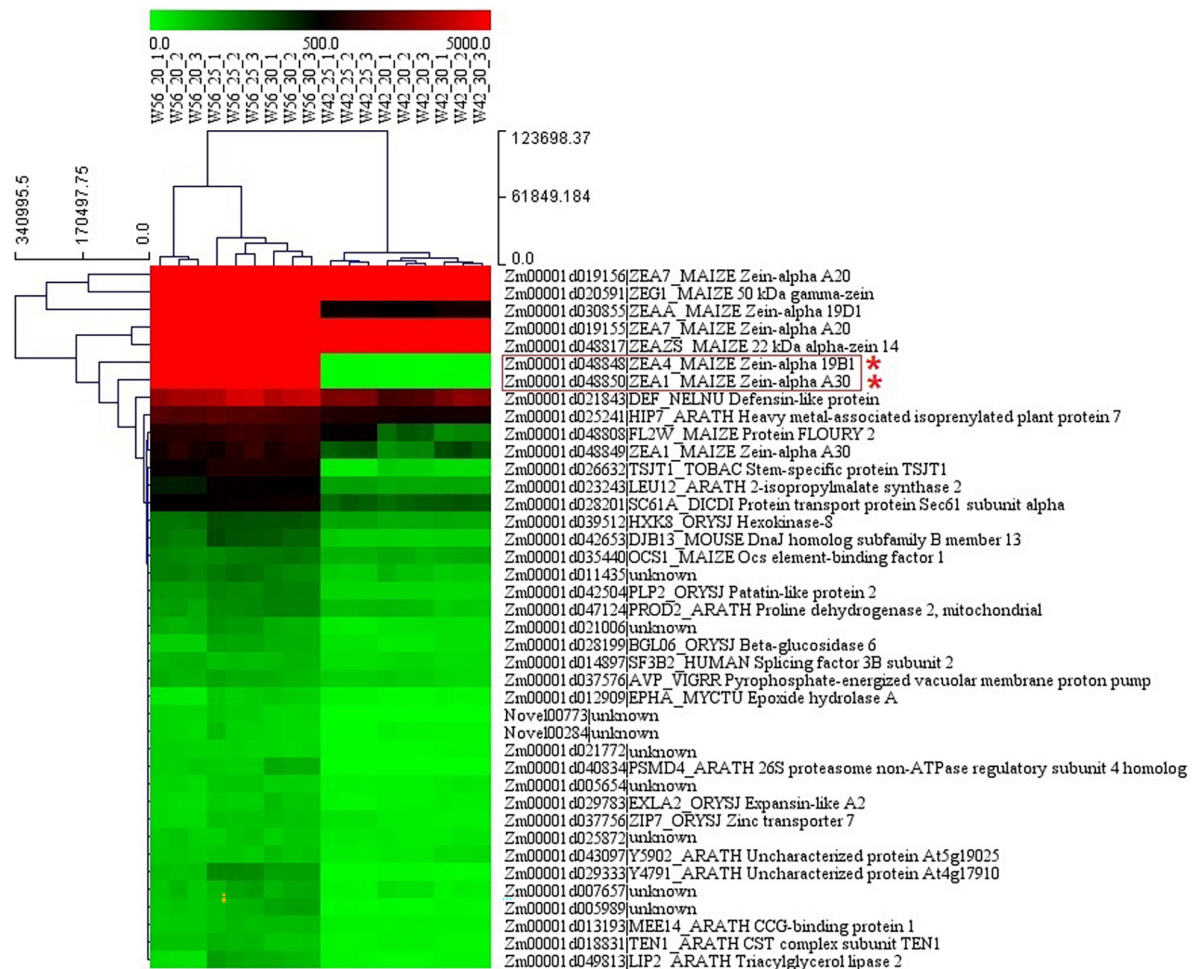 0.0 500.0 5000.0
W56_20_1
W56_20_2
W56_20_3
W56_25_1
W56_25_2
W56_25_3
W56_30_1
W56_30_2
W56_30_3
W42_25_1
W42_25_2
W42_25_3
W42_20_1
W42_20_2
W42_20_3
W42_30_1
W42_30_2
W42_30_3
123698.37
61849.184
0.0
340995.5
170497.75
0.0
Zm00001d019156|ZEA7_MAIZE Zein-alpha A20
Zm00001d020591|ZEG1_MAIZE 50 kDa gamma-zein
Zm00001d030855|ZEAA_MAIZE Zein-alpha 19D1
Zm00001d019155|ZEA7_MAIZE Zein-alpha A20
Zm00001d048817|ZEAZS_MAIZE 22 kDa alpha-zein 14
Zm00001d048848|ZEA4_MAIZE Zein-alpha 19B1 *
Zm00001d048850|ZEA1_MAIZE Zein-alpha A30 *
Zm00001d021843|DEF_NELNU Defensin-like protein
Zm00001d025241|HIP7_ARATH Heavy metal-associated isoprenylated plant protein 7
Zm00001d048808|FL2W_MAIZE Protein FLOURY 2
Zm00001d048849|ZEA1_MAIZE Zein-alpha A30
Zm00001d026632|TSJT1_TOBAC Stem-specific protein TSJT1
Zm00001d023243|LEU12_ARATH 2-isopropylmalate synthase 2
Zm00001d028201|SC61A_DICDI Protein transport protein Sec61 subunit alpha
Zm00001d039512|HXK8_ORYSJ Hexokinase-8
Zm00001d042653|DJB13_MOUSE DnaJ homolog subfamily B member 13
Zm00001d035440|OCS1_MAIZE Ocs element-binding factor 1
Zm00001d011435|unknown
Zm00001d042504|PLP2_ORYSJ Patatin-like protein 2
Zm00001d047124|PROD2_ARATH Proline dehydrogenase 2, mitochondrial
Zm00001d021006|unknown
Zm00001d028199|BGL06_ORYSJ Beta-glucosidase 6
Zm00001d014897|SF3B2_HUMAN Splicing factor 3B subunit 2
Zm00001d037576|AVP_VIGRR Pyrophosphate-energized vacuolar membrane proton pump
Zm00001d012909|EPHA_MYCTU Epoxide hydrolase A
Novel00773|unknown
Novel00284|unknown
Zm00001d021772|unknown
Zm00001d040834|PSMD4_ARATH 26S proteasome non-ATPase regulatory subunit 4 homolog
Zm00001d005654|unknown
Zm00001d029783|EXLA2_ORYSJ Expansin-like A2
Zm00001d037756|ZIP7_ORYSJ Zinc transporter 7
Zm00001d025872|unknown
Zm00001d043097|Y5902_ARATH Uncharacterized protein At5g19025
Zm00001d029333|Y4791_ARATH Uncharacterized protein At4g17910
Zm00001d007657|unknown
Zm00001d005989|unknown
Zm00001d013193|MEE14_ARATH CCG-binding protein 1
Zm00001d018831|TEN1_ARATH CST complex subunit TEN1
Zm00001d049813|LIP2_ARATH Triacylglycerol lipase 2